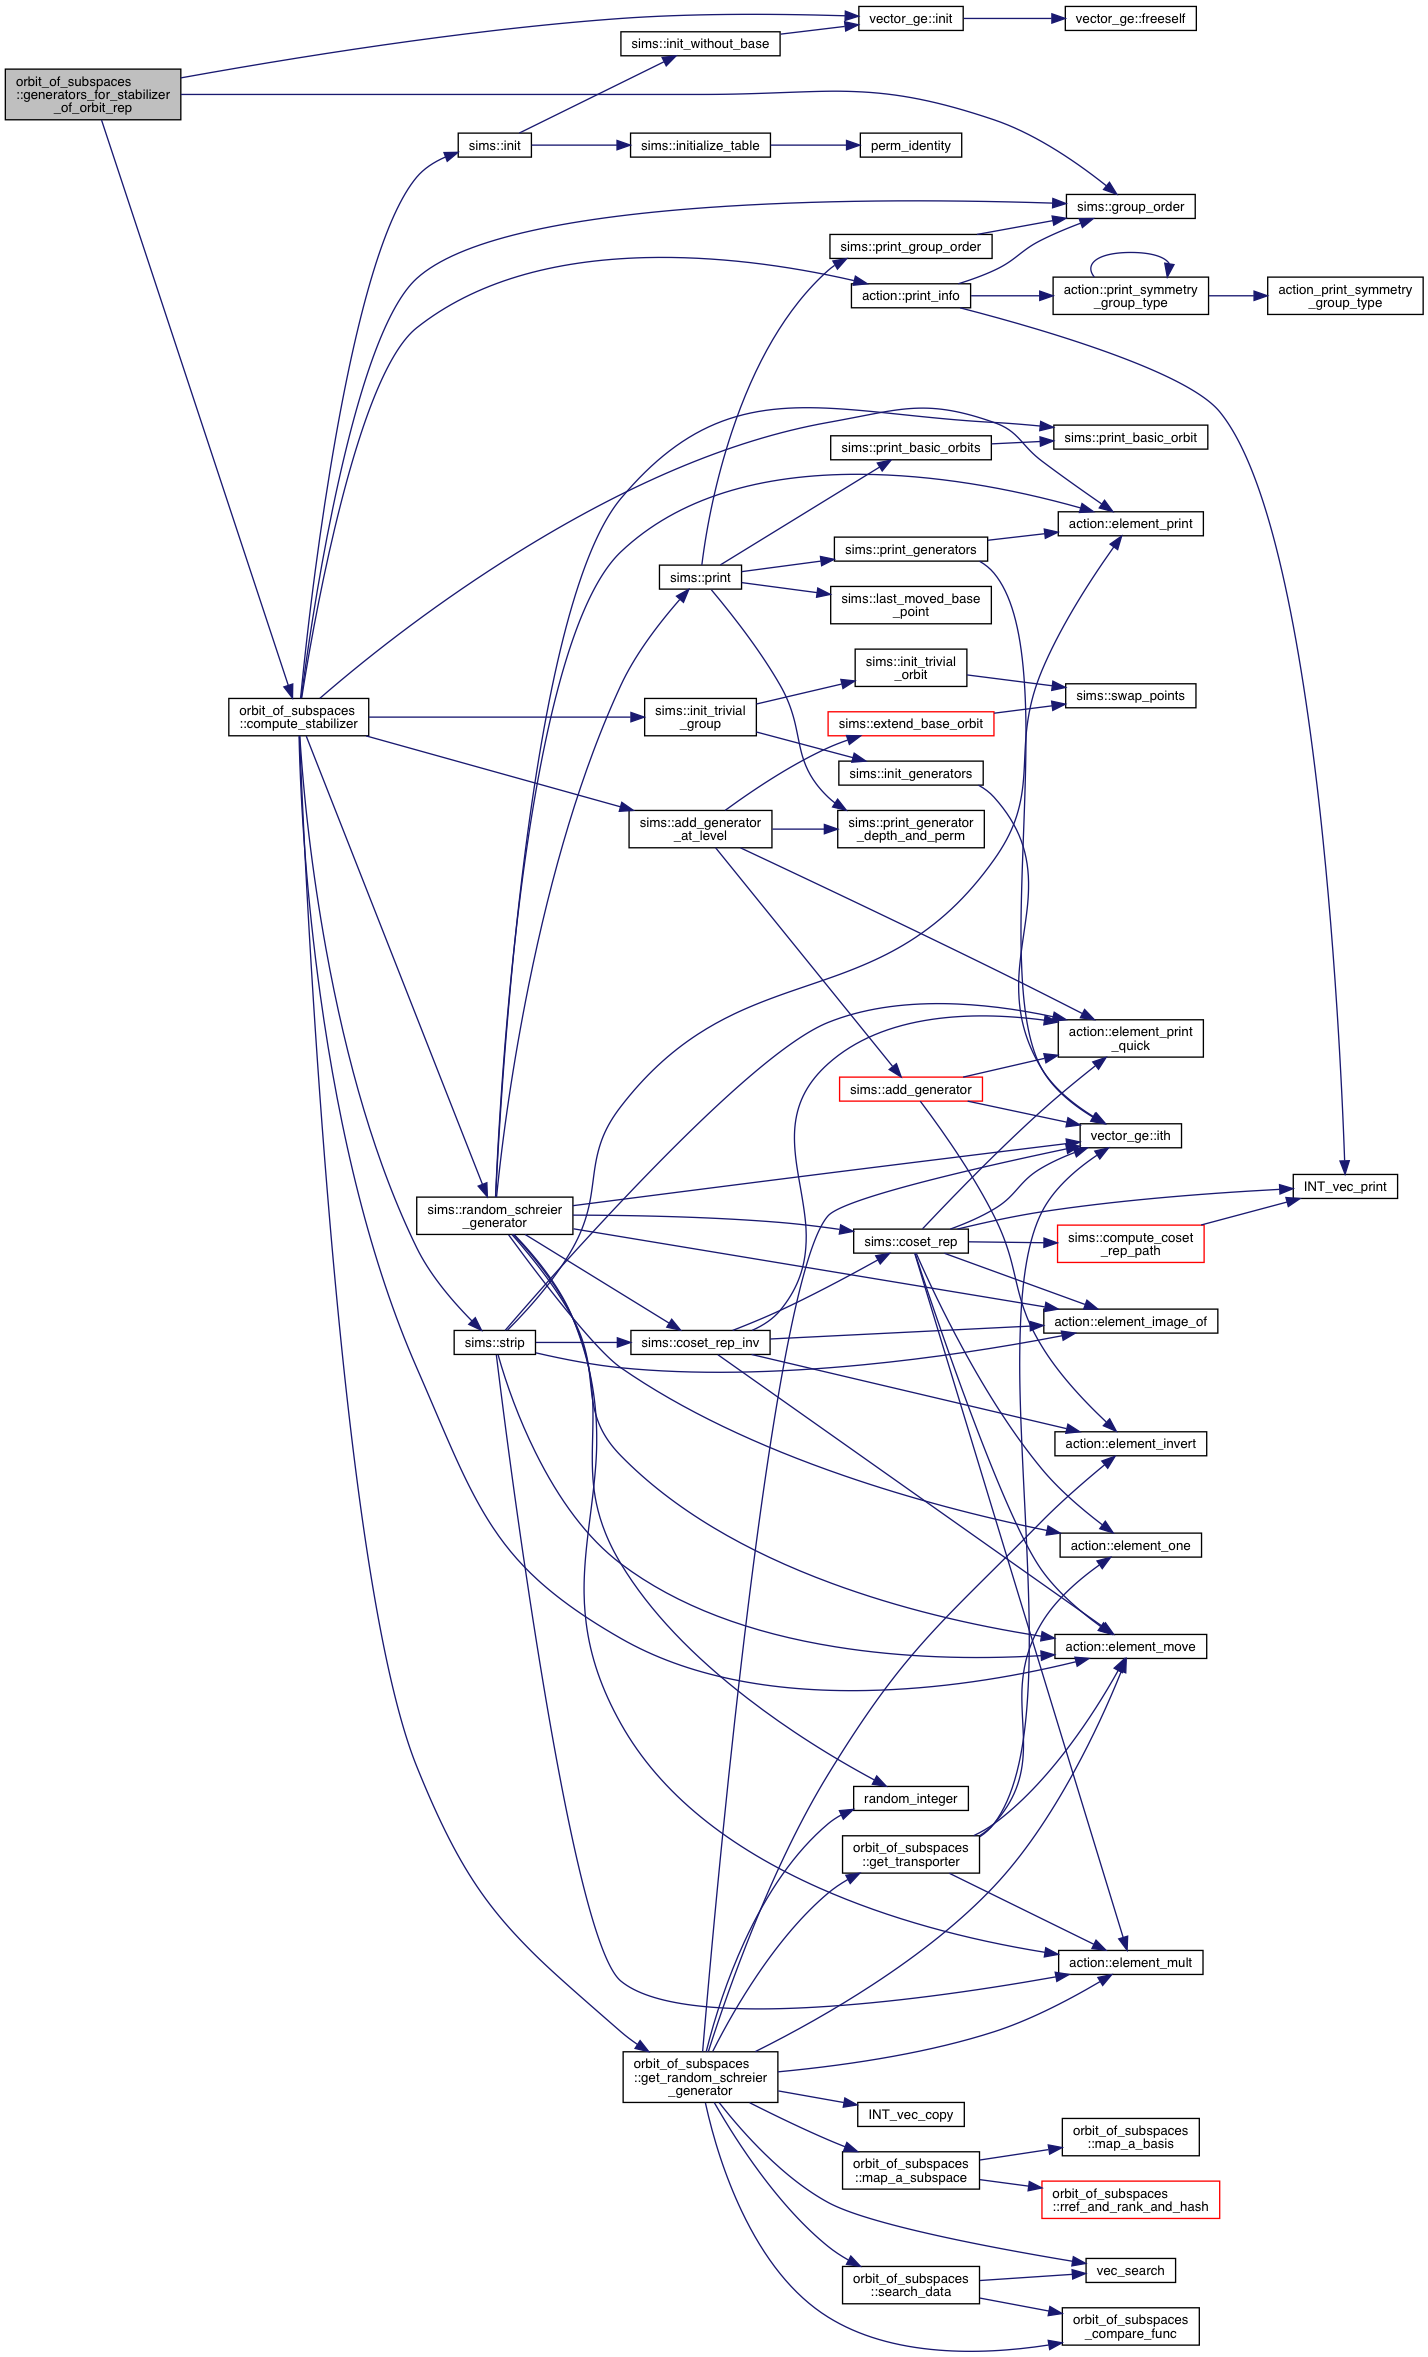 vector_ge::init
vector_ge::freeself
sims::init_without_base
orbit_of_subspaces
::generators_for_stabilizer
_of_orbit_rep
sims::init
sims::initialize_table
perm_identity
sims::group_order
sims::print_group_order
action::print_info
action::print_symmetry
_group_type
action_print_symmetry
_group_type
sims::print_basic_orbit
sims::print_basic_orbits
action::element_print
sims::print_generators
sims::print
sims::last_moved_base
_point
sims::init_trivial
_orbit
sims::swap_points
orbit_of_subspaces
::compute_stabilizer
sims::init_trivial
_group
sims::extend_base_orbit
sims::init_generators
sims::add_generator
_at_level
sims::print_generator
_depth_and_perm
action::element_print
_quick
sims::add_generator
vector_ge::ith
INT_vec_print
sims::random_schreier
_generator
sims::coset_rep
sims::compute_coset
_rep_path
action::element_image_of
sims::strip
sims::coset_rep_inv
action::element_invert
action::element_one
action::element_move
random_integer
orbit_of_subspaces
::get_transporter
action::element_mult
orbit_of_subspaces
::get_random_schreier
_generator
INT_vec_copy
orbit_of_subspaces
::map_a_basis
orbit_of_subspaces
::map_a_subspace
orbit_of_subspaces
::rref_and_rank_and_hash
vec_search
orbit_of_subspaces
::search_data
orbit_of_subspaces
_compare_func